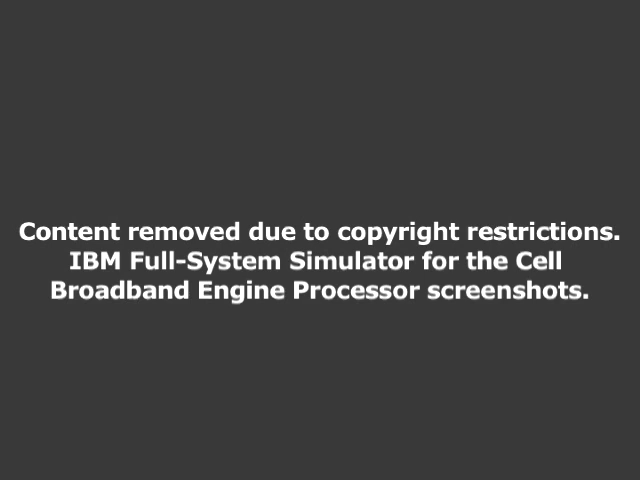 Content removed due to copyright restrictions.
IBM Full-System Simulator for the Cell
Broadband Engine Processor screenshots.